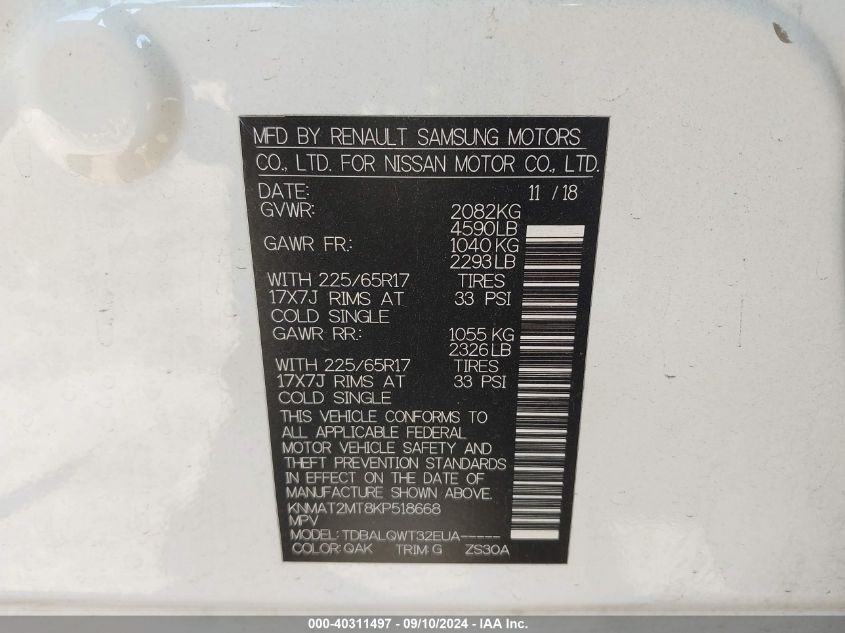 MFD BY RENAULT SAMSUNG MOTORS
CO., LTD. FOR NISSAN MOTOR CO., LTD.
DATE: 11 / 18
GVWR: 2082KG
4590LB
GAWR FR.: 1040 KG
2293LB
WITH 225/65R17 TIRES
17X7J RIMS AT 33 PSI
COLD SINGLE
GAWR RR.: 1055 KG
2326LB
WITH 225/65R17 TIRES
17X7J RIMS AT 33 PSI
COLD SINGLE
THIS VEHICLE CONFORMS TO
ALL APPLICABLE FEDERAL
MOTOR VEHICLE SAFETY AND
THEFT PREVENTION STANDARDS
IN EFFECT ON THE DATE OF
MANUFACTURE SHOWN ABOVE.
KNMAT2MT8KP518668
MPV
MODEL: TDBALQWT32EUA-----
COLOR: QAK TRIM: G ZS30A
000-40311497 - 09/10/2024 - IAA Inc.